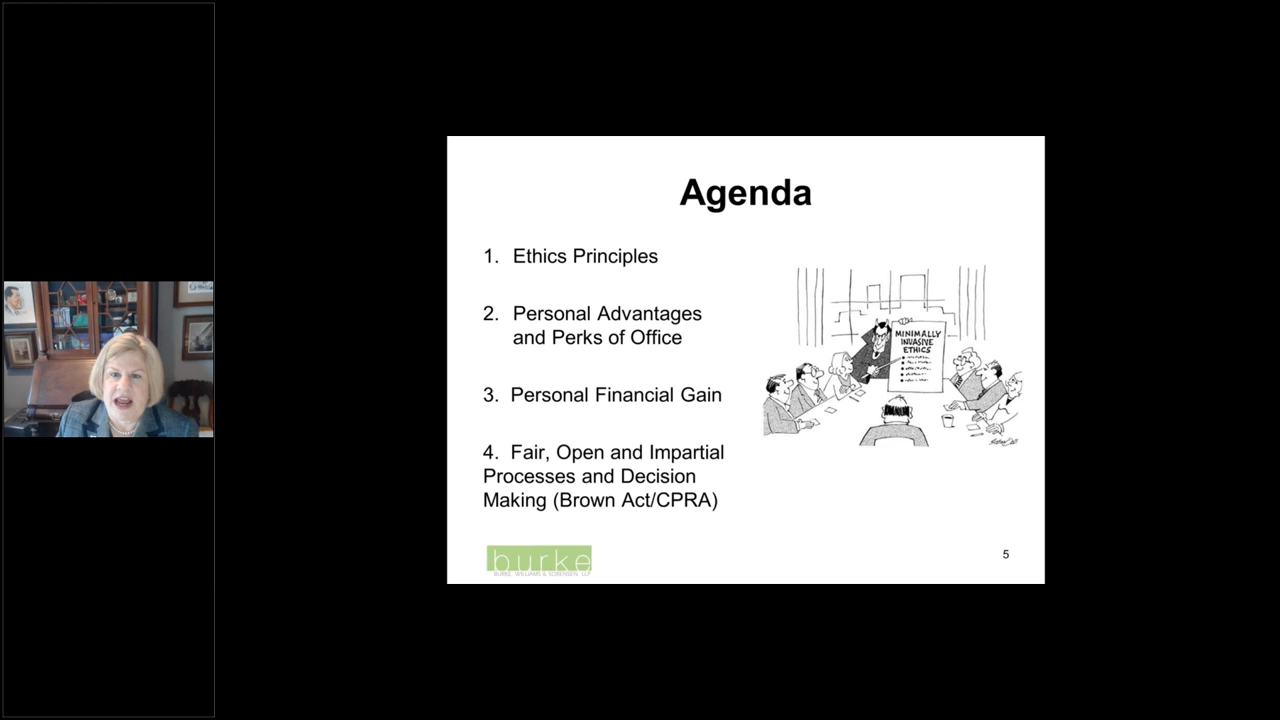 Agenda
1. Ethics Principles
2. Personal Advantages
and Perks of Office
3. Personal Financial Gain
4. Fair, Open and Impartial
Processes and Decision
Making (Brown Act/CPRA)
MINIMALLY
INVASIVE
ETHICS
burke
BURKE, WILLIAMS & SORENSEN, LLP
5